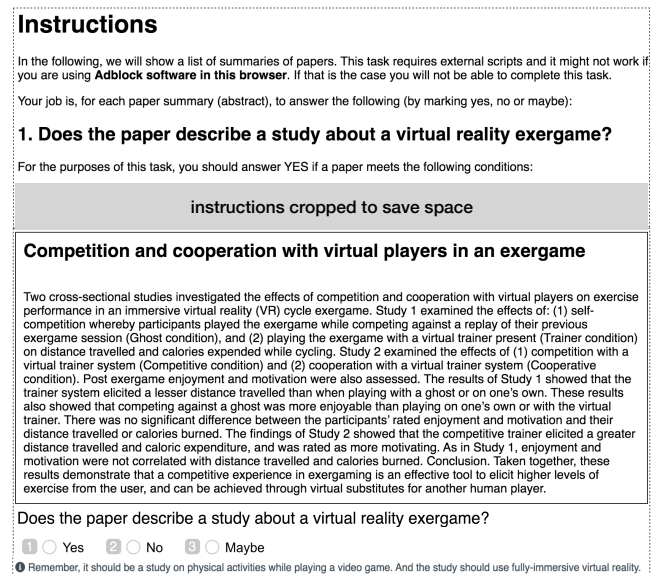 Instructions
In the following, we will show a list of summaries of papers. This task requires external scripts and it might not work if
you are using Adblock software in this browser. If that is the case you will not be able to complete this task.
Your job is, for each paper summary (abstract), to answer the following (by marking yes, no or maybe):
1. Does the paper describe a study about a virtual reality exergame?
For the purposes of this task, you should answer YES if a paper meets the following conditions:
instructions cropped to save space
Competition and cooperation with virtual players in an exergame
Two cross-sectional studies investigated the effects of competition and cooperation with virtual players on exercise
performance in an immersive virtual reality (VR) cycle exergame. Study 1 examined the effects of: (1) self-
competition whereby participants played the exergame while competing against a replay of their previous
exergame session (Ghost condition), and (2) playing the exergame with a virtual trainer present (Trainer condition)
on distance travelled and calories expended while cycling. Study 2 examined the effects of (1) competition with a
virtual trainer system (Competitive condition) and (2) cooperation with a virtual trainer system (Cooperative
condition). Post exergame enjoyment and motivation were also assessed. The results of Study 1 showed that the
trainer system elicited a lesser distance travelled than when playing with a ghost or on one's own. These results
also showed that competing against a ghost was more enjoyable than playing on one's own or with the virtual
trainer. There was no significant difference between the participants' rated enjoyment and motivation and their
distance travelled or calories burned. The findings of Study 2 showed that the competitive trainer elicited a greater
distance travelled and caloric expenditure, and was rated as more motivating. As in Study 1, enjoyment and
motivation were not correlated with distance travelled and calories burned. Conclusion. Taken together, these
results demonstrate that a competitive experience in exergaming is an effective tool to elicit higher levels of
exercise from the user, and can be achieved through virtual substitutes for another human player.
Does the paper describe a study about a virtual reality exergame?
1 Yes 2 No 3 Maybe
Remember, it should be a study on physical activities while playing a video game. And the study should use fully-immersive virtual reality.